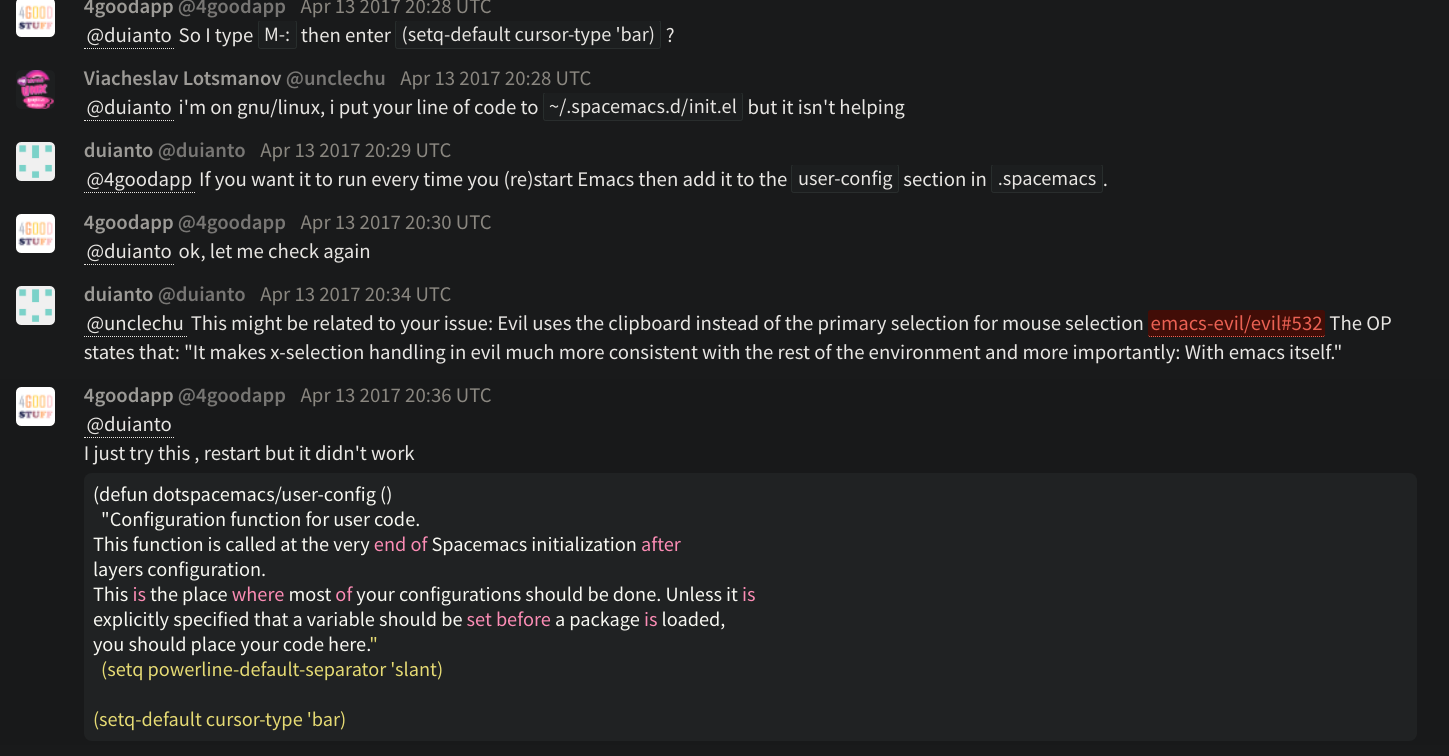 4goodapp @4goodapp Apr 13 2017 20:28 UTC
@duianto So I type M-: then enter (setq-default cursor-type 'bar) ?
Viacheslav Lotsmanov @unclechu Apr 13 2017 20:28 UTC
@duianto i'm on gnu/linux, i put your line of code to ~/.spacemacs.d/init.el but it isn't helping
duianto @duianto Apr 13 2017 20:29 UTC
@4goodapp If you want it to run every time you (re)start Emacs then add it to the user-config section in .spacemacs .
4GOOD
STUFF
4goodapp @4goodapp Apr 13 2017 20:30 UTC
@duianto ok, let me check again
duianto @duianto Apr 13 2017 20:34 UTC
@unclechu This might be related to your issue: Evil uses the clipboard instead of the primary selection for mouse selection emacs-evil/evil#532 The OP
states that: "It makes x-selection handling in evil much more consistent with the rest of the environment and more importantly: With emacs itself."
4GOOD
STUFF
4goodapp @4goodapp Apr 13 2017 20:36 UTC
@duianto
I just try this , restart but it didn't work
(defun dotspacemacs/user-config ()
"Configuration function for user code.
This function is called at the very end of Spacemacs initialization after
layers configuration.
This is the place where most of your configurations should be done. Unless it is
explicitly specified that a variable should be set before a package is loaded,
you should place your code here."
(setq powerline-default-separator 'slant)
(setq-default cursor-type 'bar)